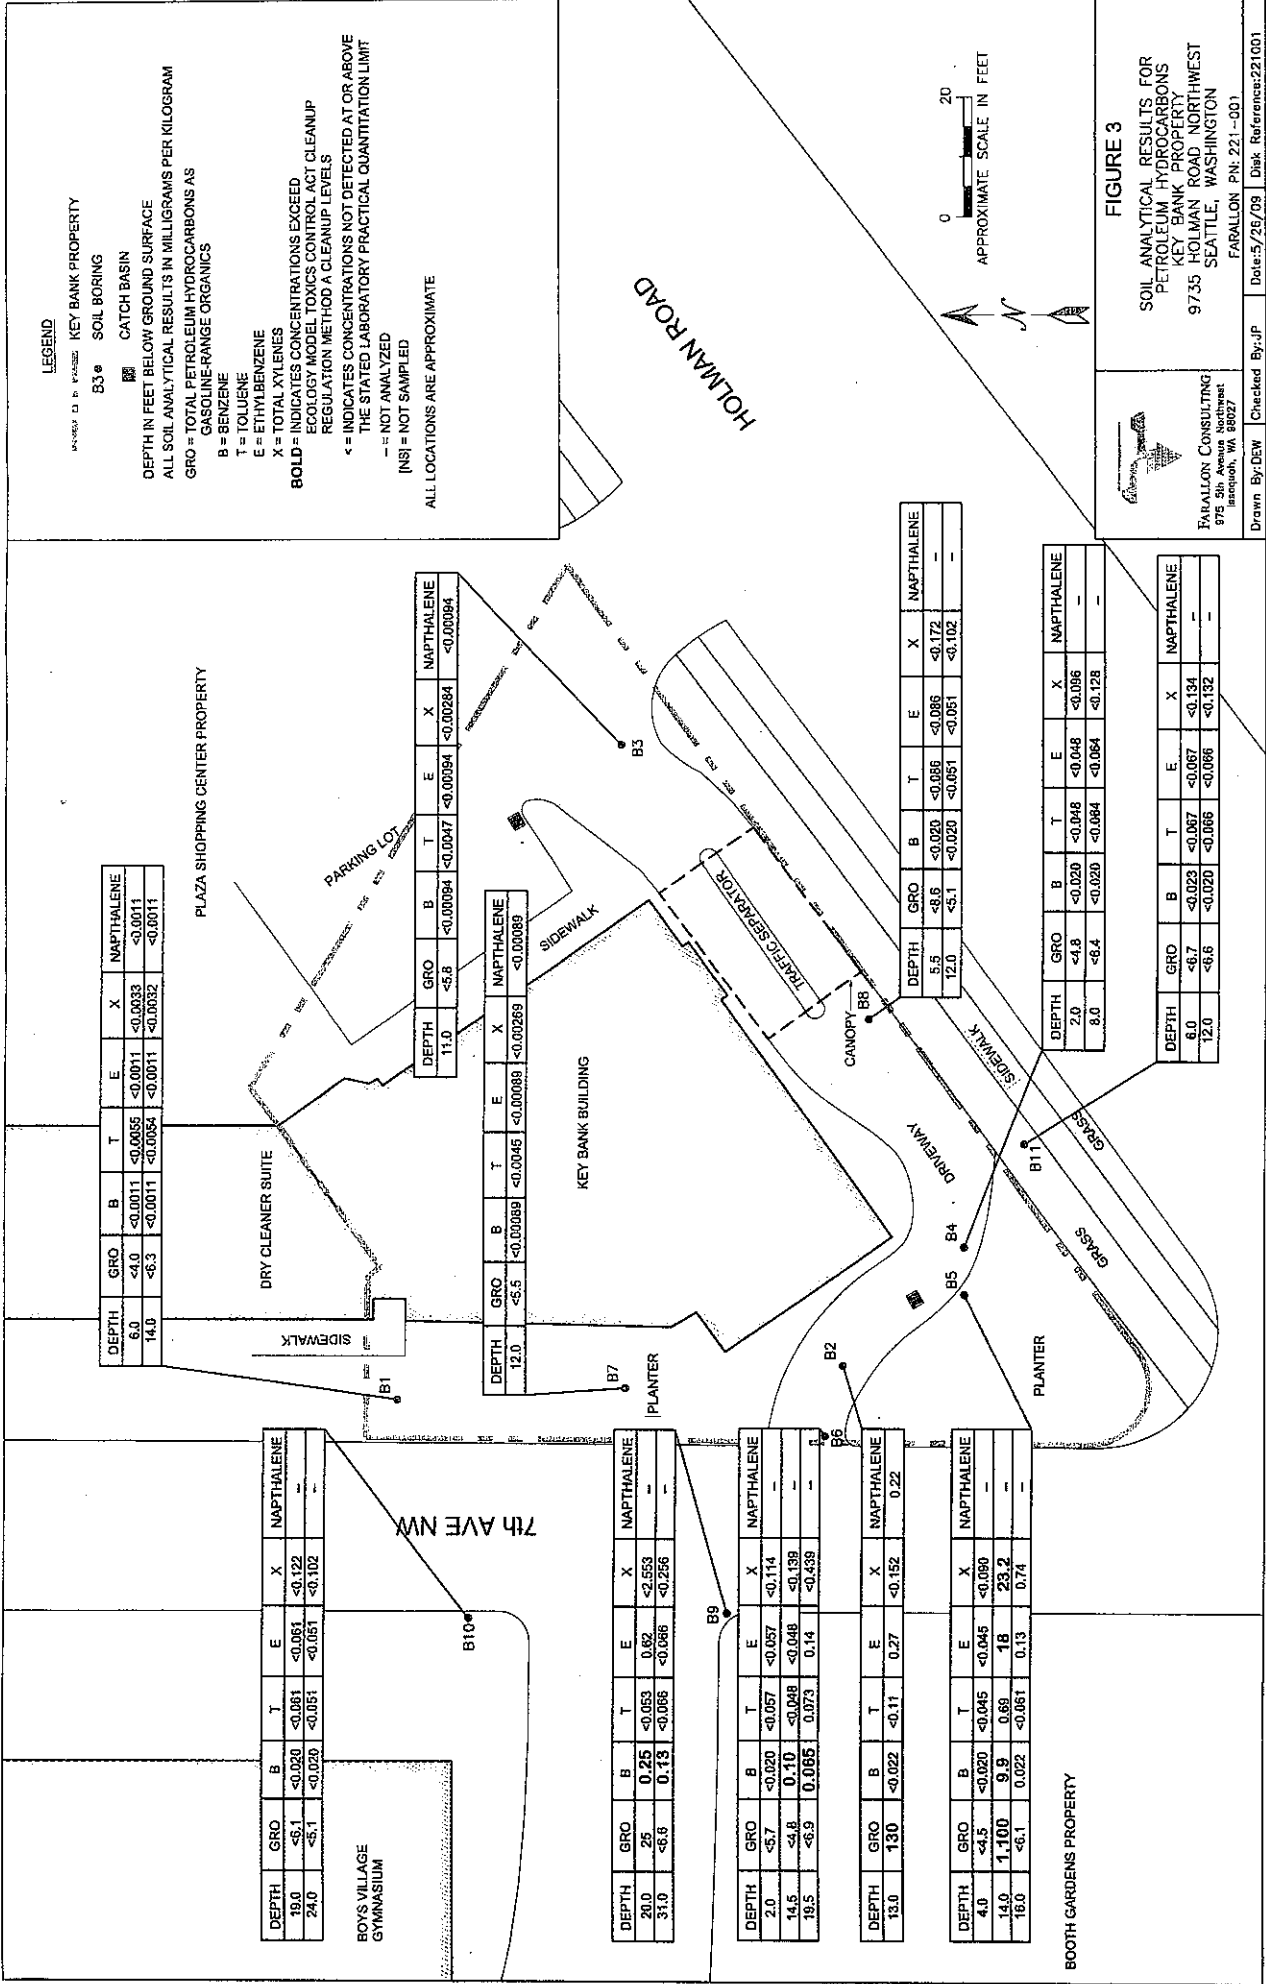 LEGEND
KEY BANK PROPERTY
B3 SOIL BORING
CATCH BASIN
DEPTH IN FEET BELOW GROUND SURFACE
ALL SOIL ANALYTICAL RESULTS IN MILLIGRAMS PER KILOGRAM
GRO = TOTAL PETROLEUM HYDROCARBONS AS
GASOLINE-RANGE ORGANICS
B = BENZENE
T = TOLUENE
E = ETHYLBENZENE
X = TOTAL XYLENES
BOLD = INDICATES CONCENTRATIONS EXCEED
ECOLOGY MODEL TOXICS CONTROL ACT CLEANUP
REGULATION METHOD A CLEANUP LEVELS
< = INDICATES CONCENTRATIONS NOT DETECTED AT OR ABOVE
THE STATED LABORATORY PRACTICAL QUANTITATION LIMIT
-- = NOT ANALYZED
[NS] = NOT SAMPLED
ALL LOCATIONS ARE APPROXIMATE
DEPTH GRO B T E X NAPTHALENE
6.0 <4.0 <0.0011 <0.0055 <0.0011 <0.0033 <0.0011
14.0 <6.3 <0.0011 <0.0054 <0.0011 <0.0032 <0.0011
PLAZA SHOPPING CENTER PROPERTY
DEPTH GRO B T E X NAPTHALENE
19.0 <6.1 <0.020 <0.061 <0.061 <0.122 --
24.0 <5.1 <0.020 <0.051 <0.051 <0.102 --
DRY CLEANER SUITE
SIDEWALK
PARKING LOT
BOYS VILLAGE
GYMNASIUM
B1
7th AVE NW
B10
DEPTH GRO B T E X NAPTHALENE
11.0 <5.8 <0.00094 <0.0047 <0.00094 <0.00284 <0.00094
DEPTH GRO B T E X NAPTHALENE
12.0 <5.5 <0.00089 <0.0045 <0.00089 <0.00269 <0.00089
SIDEWALK
KEY BANK BUILDING
B7
B3
HOLMAN ROAD
PLANTER
DEPTH GRO B T E X NAPTHALENE
20.0 25 0.25 <0.053 0.62 <2.553 --
31.0 <6.6 0.13 <0.066 <0.066 <0.256 --
B9
TRAFFIC SEPARATOR
DEPTH GRO B T E X NAPTHALENE
2.0 <5.7 <0.020 <0.057 <0.057 <0.114 --
14.5 <4.8 0.10 <0.048 <0.048 <0.139 --
19.5 <6.9 0.065 0.073 0.14 <0.439 --
B6
B2
CANOPY
B8
DEPTH GRO B T E X NAPTHALENE
13.0 130 <0.022 <0.11 0.27 <0.152 0.22
DEPTH GRO B T E X NAPTHALENE
5.5 <8.6 <0.020 <0.086 <0.086 <0.172 --
12.0 <5.1 <0.020 <0.051 <0.051 <0.102 --
DRIVEWAY
B4
B5
SIDEWALK
DEPTH GRO B T E X NAPTHALENE
4.0 <4.5 <0.020 <0.045 <0.045 <0.090 --
14.0 1,100 9.9 0.69 18 23.2 --
16.0 <6.1 0.022 <0.061 0.13 0.74 --
PLANTER
B11
GRASS
GRASS
DEPTH GRO B T E X NAPTHALENE
2.0 <4.8 <0.020 <0.048 <0.048 <0.096 --
8.0 <6.4 <0.020 <0.064 <0.064 <0.128 --
BOOTH GARDENS PROPERTY
DEPTH GRO B T E X NAPTHALENE
6.0 <6.7 <0.023 <0.067 <0.067 <0.134 --
12.0 <6.6 <0.020 <0.066 <0.066 <0.132 --
0 20
APPROXIMATE SCALE IN FEET
N
FARALLON CONSULTING
975 5th Avenue Northwest
Issaquah, WA 98027
FIGURE 3
SOIL ANALYTICAL RESULTS FOR
PETROLEUM HYDROCARBONS
KEY BANK PROPERTY
9735 HOLMAN ROAD NORTHWEST
SEATTLE, WASHINGTON
FARALLON PN: 221-001
Drawn By:DEW Checked By:JP Date:5/26/09 Disk Reference:221001